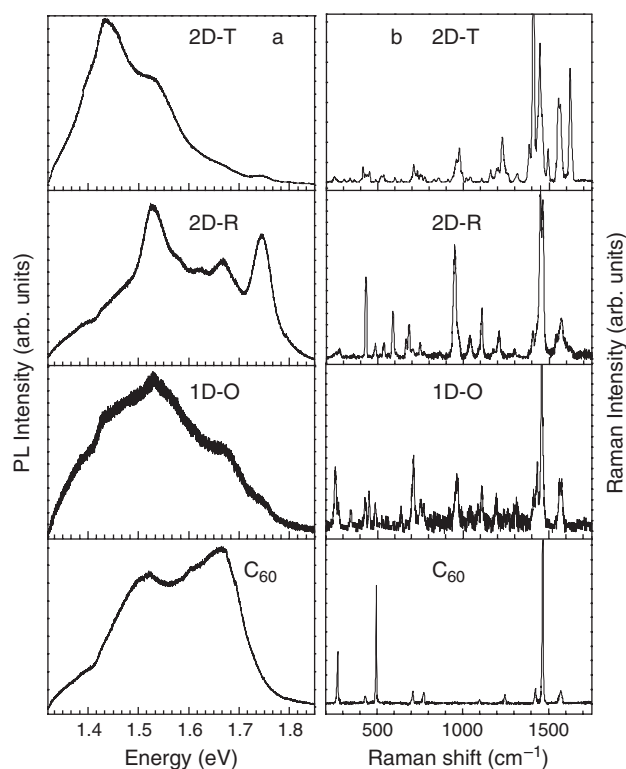 2D-T a
b 2D-T
2D-R
2D-R
1D-O
1D-O
C60
C60
PL Intensity (arb. units)
Raman Intensity (arb. units)
1.4 1.5 1.6 1.7 1.8
500 1000 1500
Energy (eV)
Raman shift (cm−1)